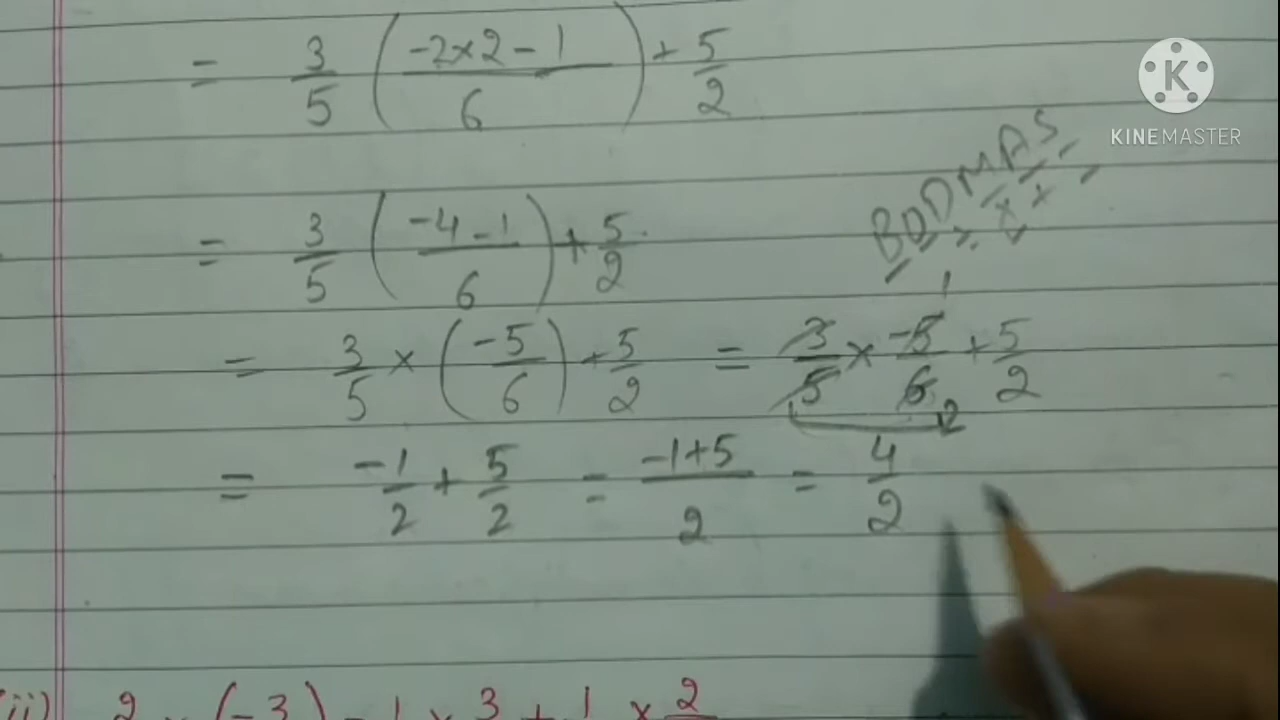 = 3/5 (-2×2-1 / 6) + 5/2
KINEMASTER
BODMAS
= 3/5 (-4-1 / 6) + 5/2
= 3/5 × (-5/6) + 5/2 = 3/5 × -5/6 + 5/2
1
2
= -1/2 + 5/2 = -1+5 / 2 = 4/2
(ii) 2 × (-3) - 1 × 3 + 1 × 2